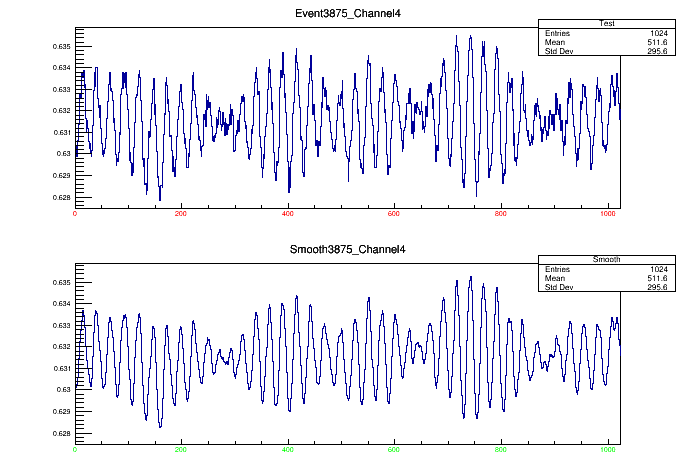 Event3875_Channel4
Test
Entries 1024
Mean 511.6
Std Dev 295.6
0.635
0.634
0.633
0.632
0.631
0.63
0.629
0.628
0 200 400 600 800 1000
Smooth3875_Channel4
Smooth
Entries 1024
Mean 511.6
Std Dev 295.6
0.635
0.634
0.633
0.632
0.631
0.63
0.629
0.628
0 200 400 600 800 1000